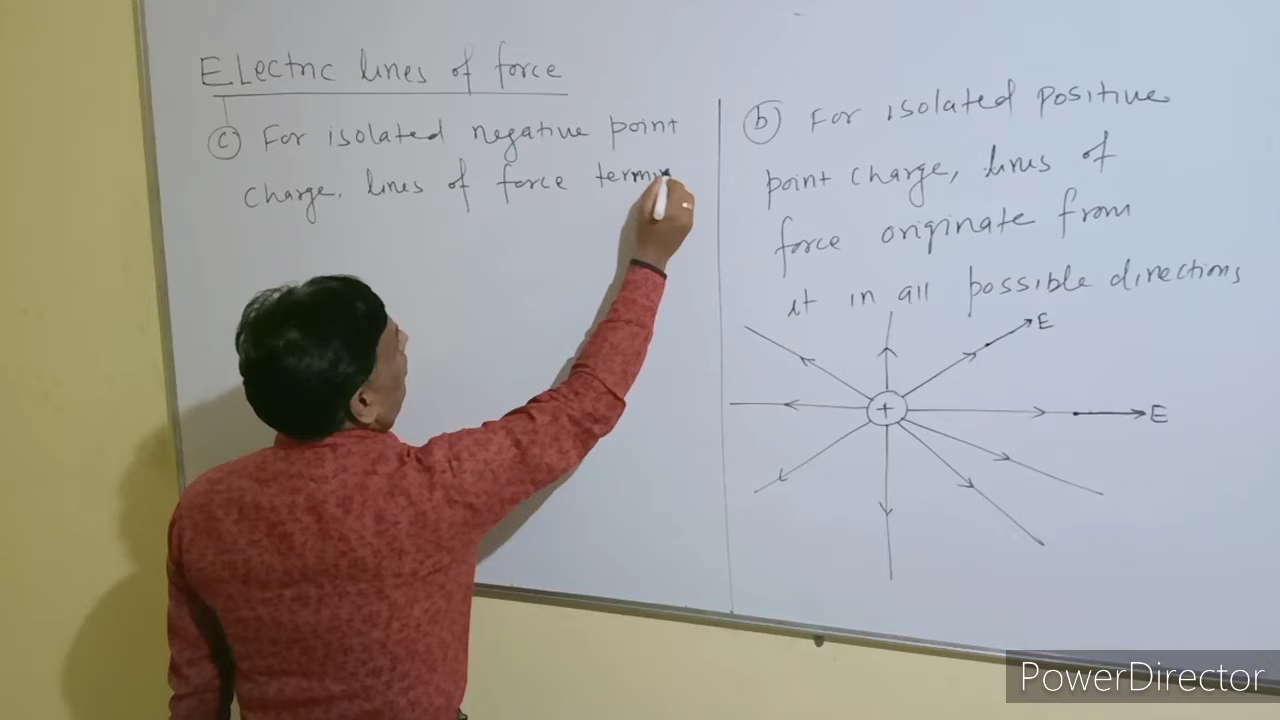 ELectric lines of force
c For isolated negative point
charge, lines of force
b For isolated positive
point charge, lines of
force originate from
it in all possible directions
E
+
E
PowerDirector